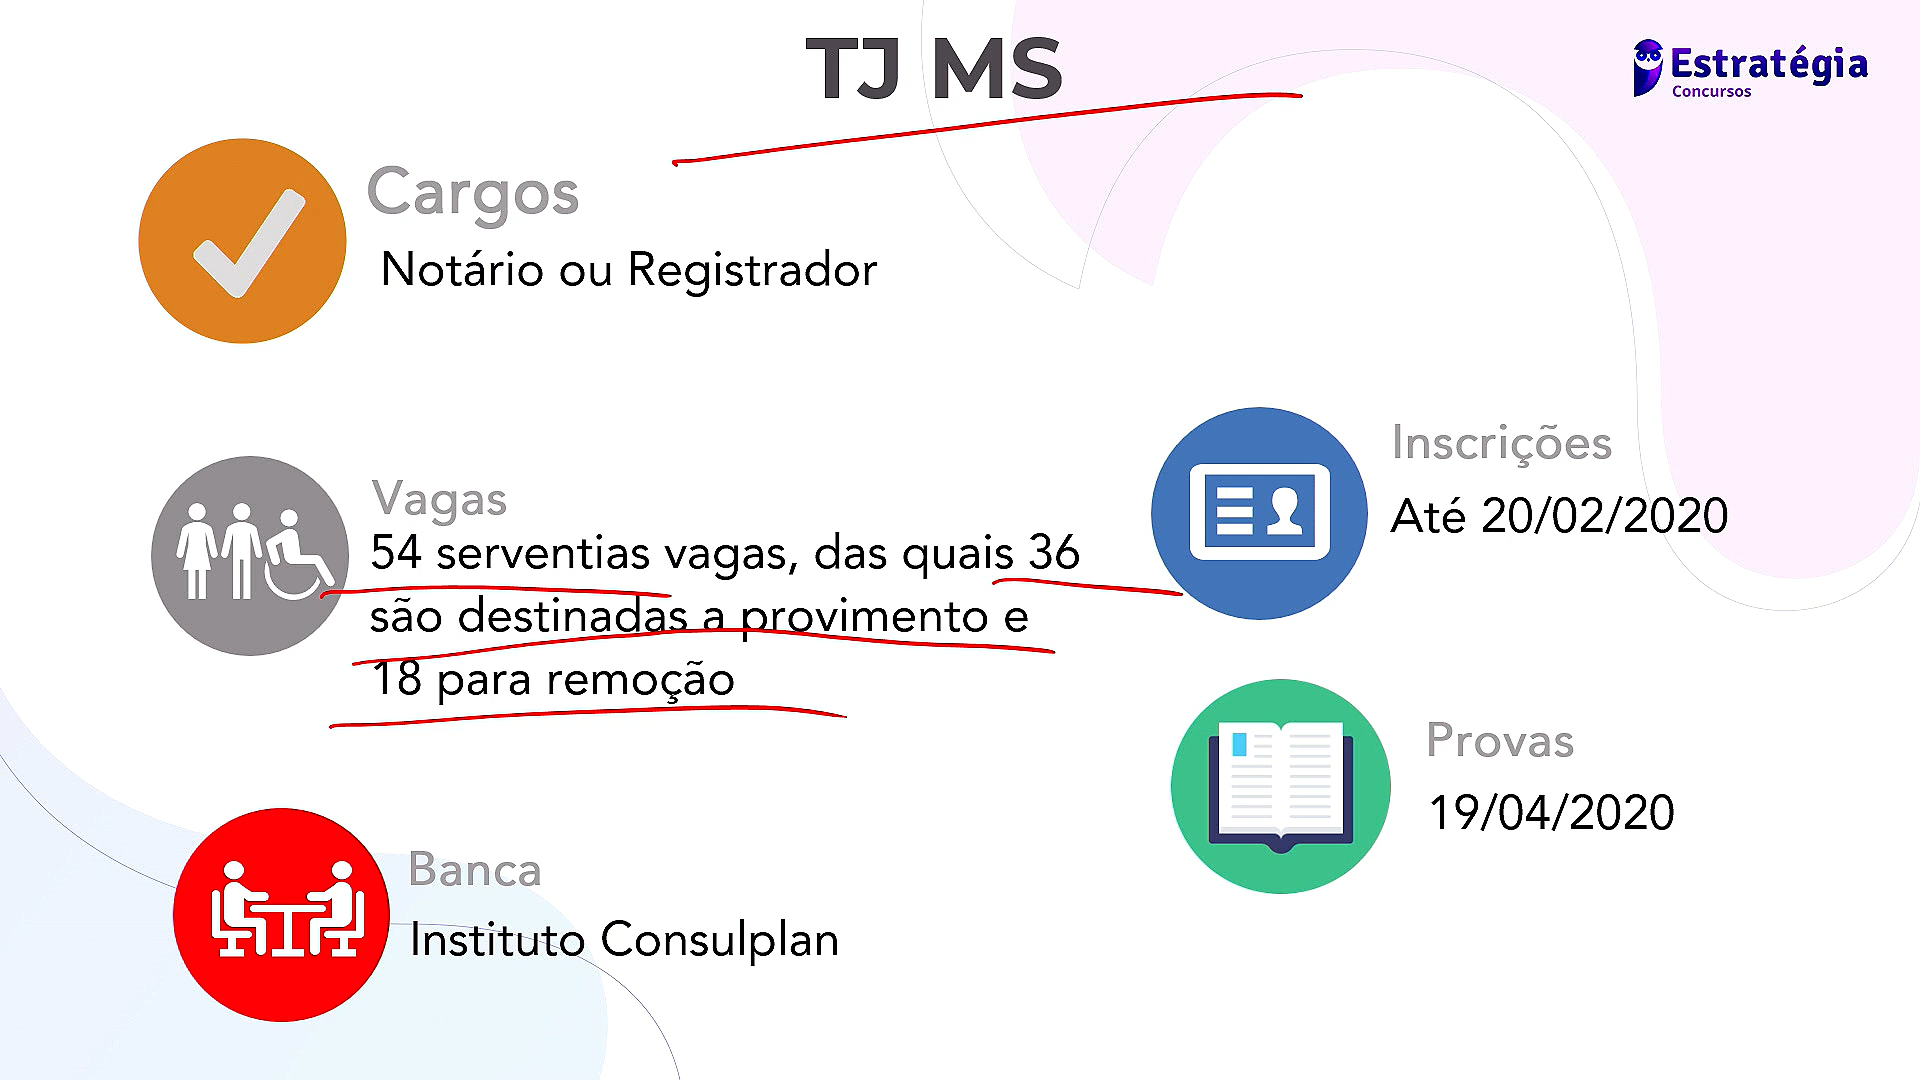 TJ MS
Estratégia
Concursos
Cargos
Notário ou Registrador
Vagas
54 serventias vagas, das quais 36
são destinadas a provimento e
18 para remoção
Inscrições
Até 20/02/2020
Provas
19/04/2020
Banca
Instituto Consulplan